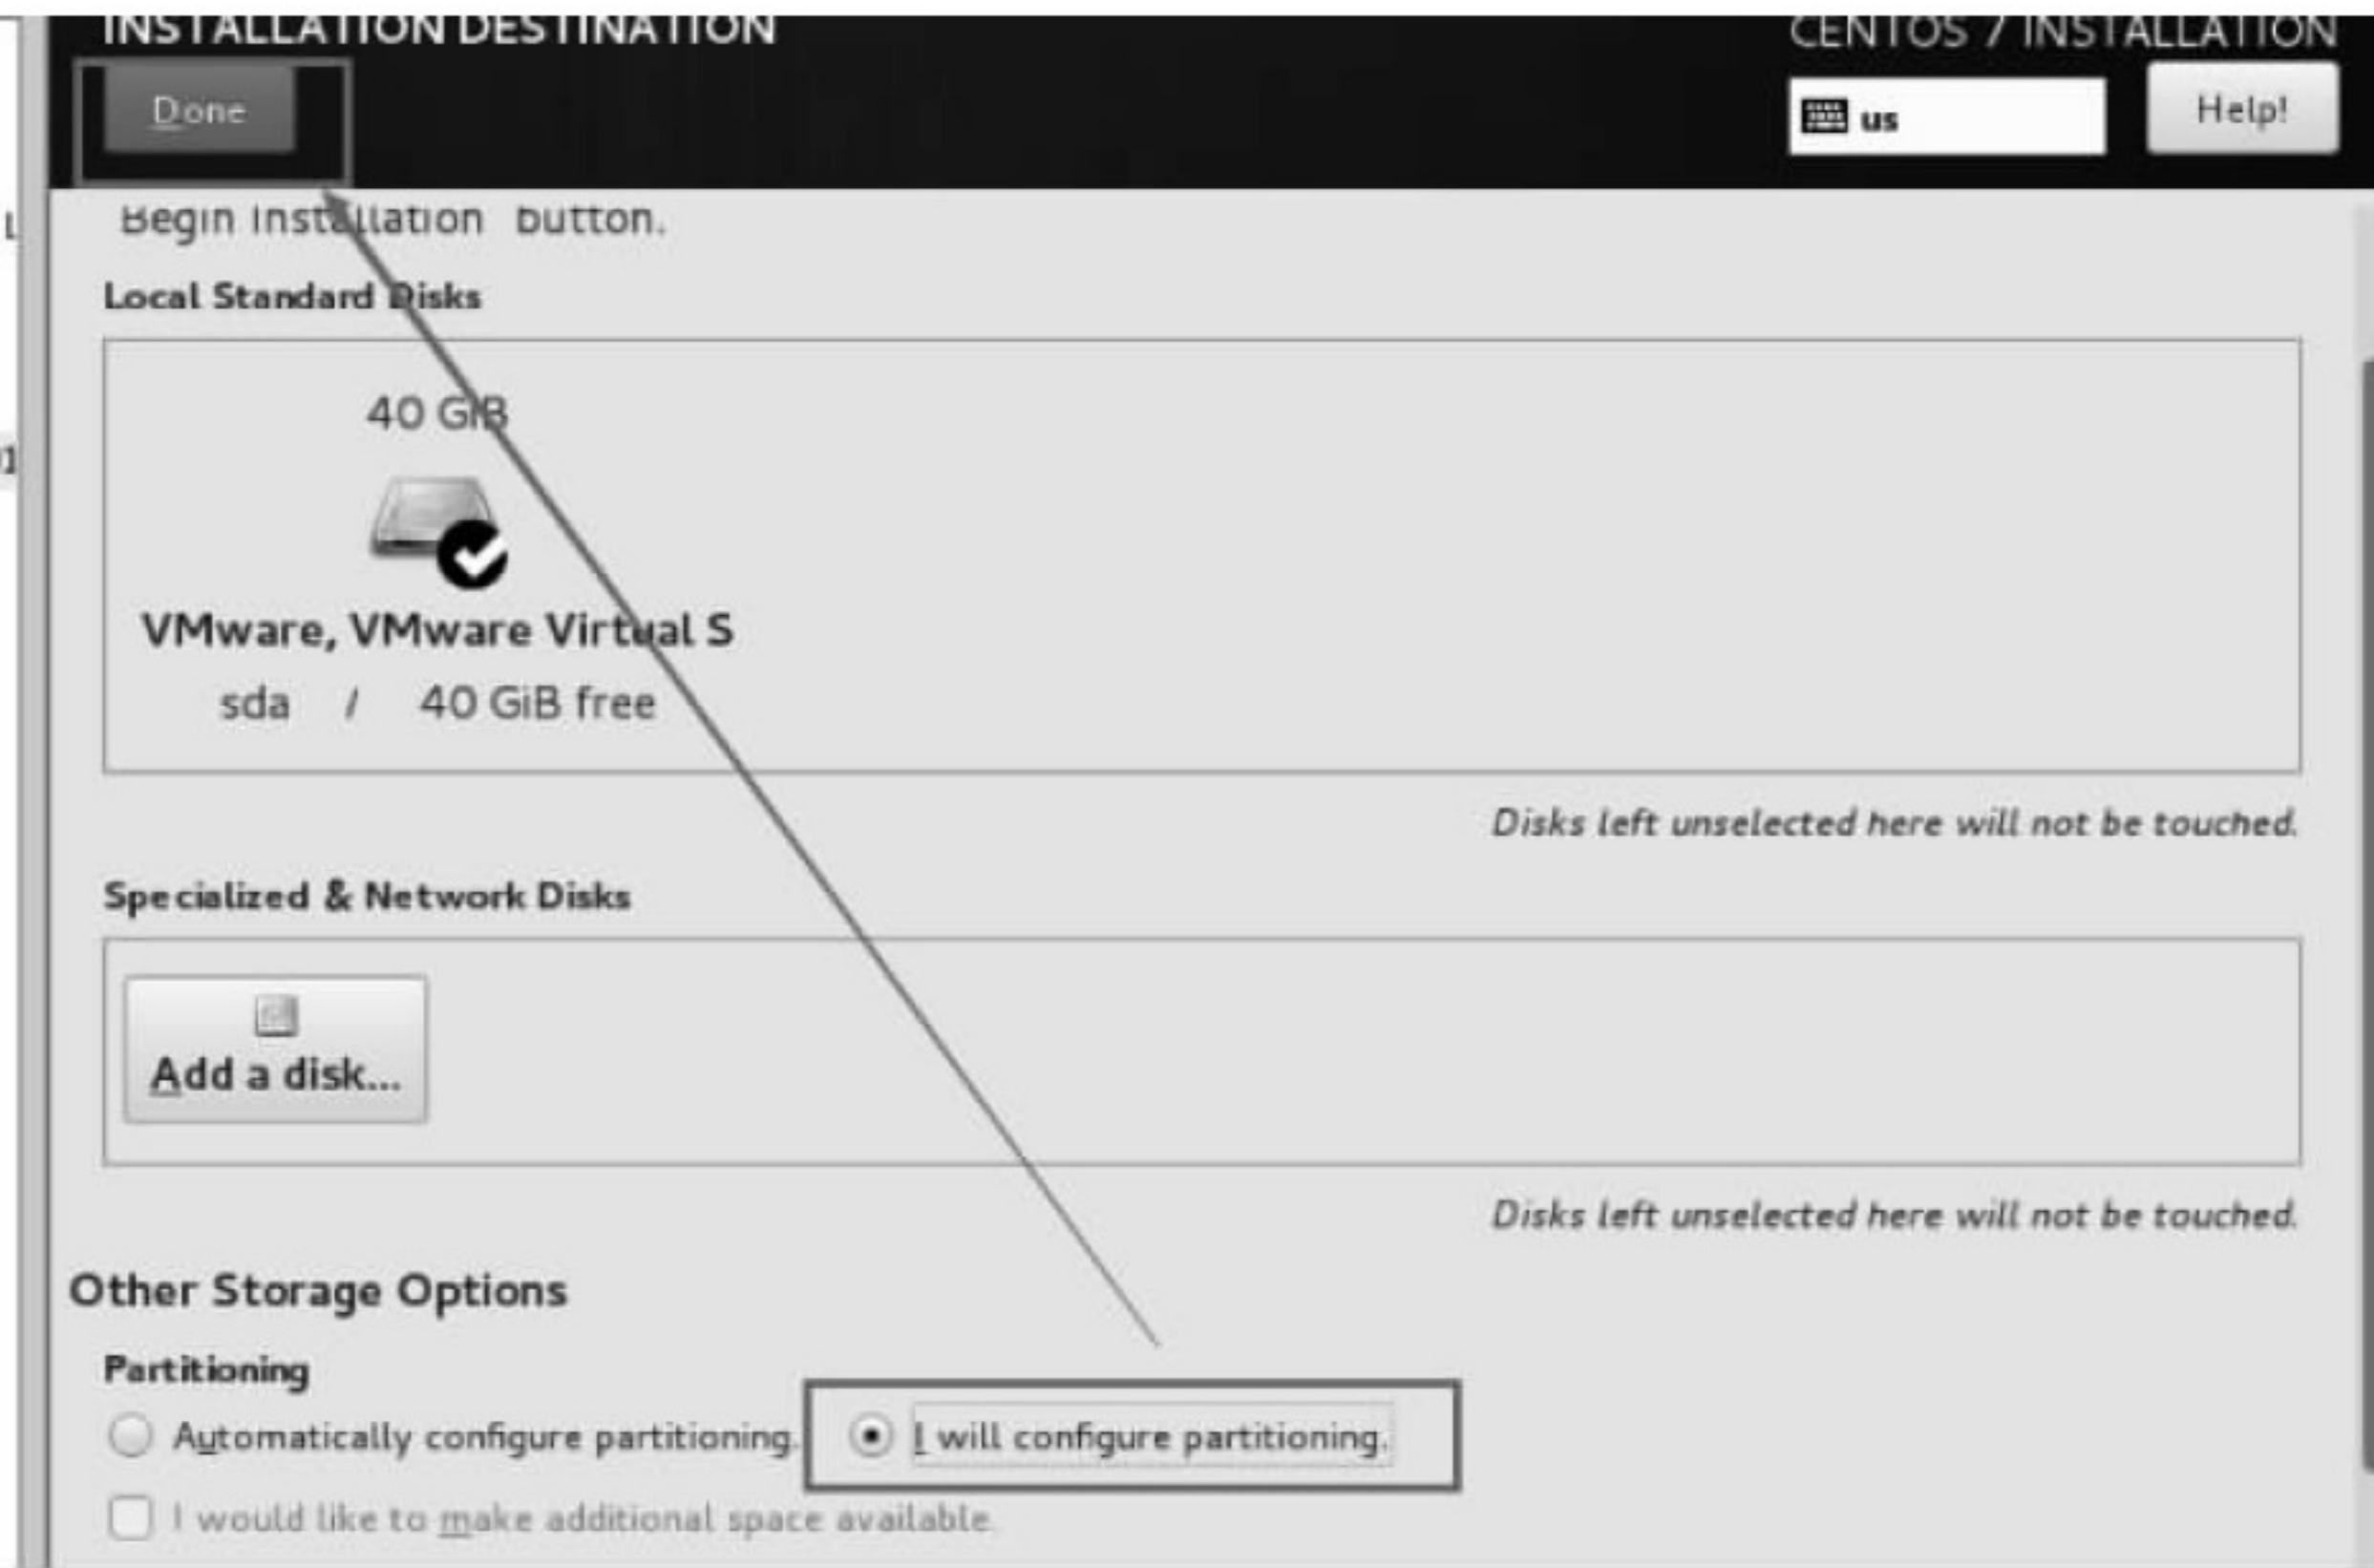 INSTALLATION DESTINATION
CENTOS 7 INSTALLATION
Done
us
Help!
Begin Installation button.
Local Standard Disks
40 GiB
VMware, VMware Virtual S
sda / 40 GiB free
Disks left unselected here will not be touched.
Specialized & Network Disks
Add a disk...
Disks left unselected here will not be touched.
Other Storage Options
Partitioning
Automatically configure partitioning. I will configure partitioning.
I would like to make additional space available.